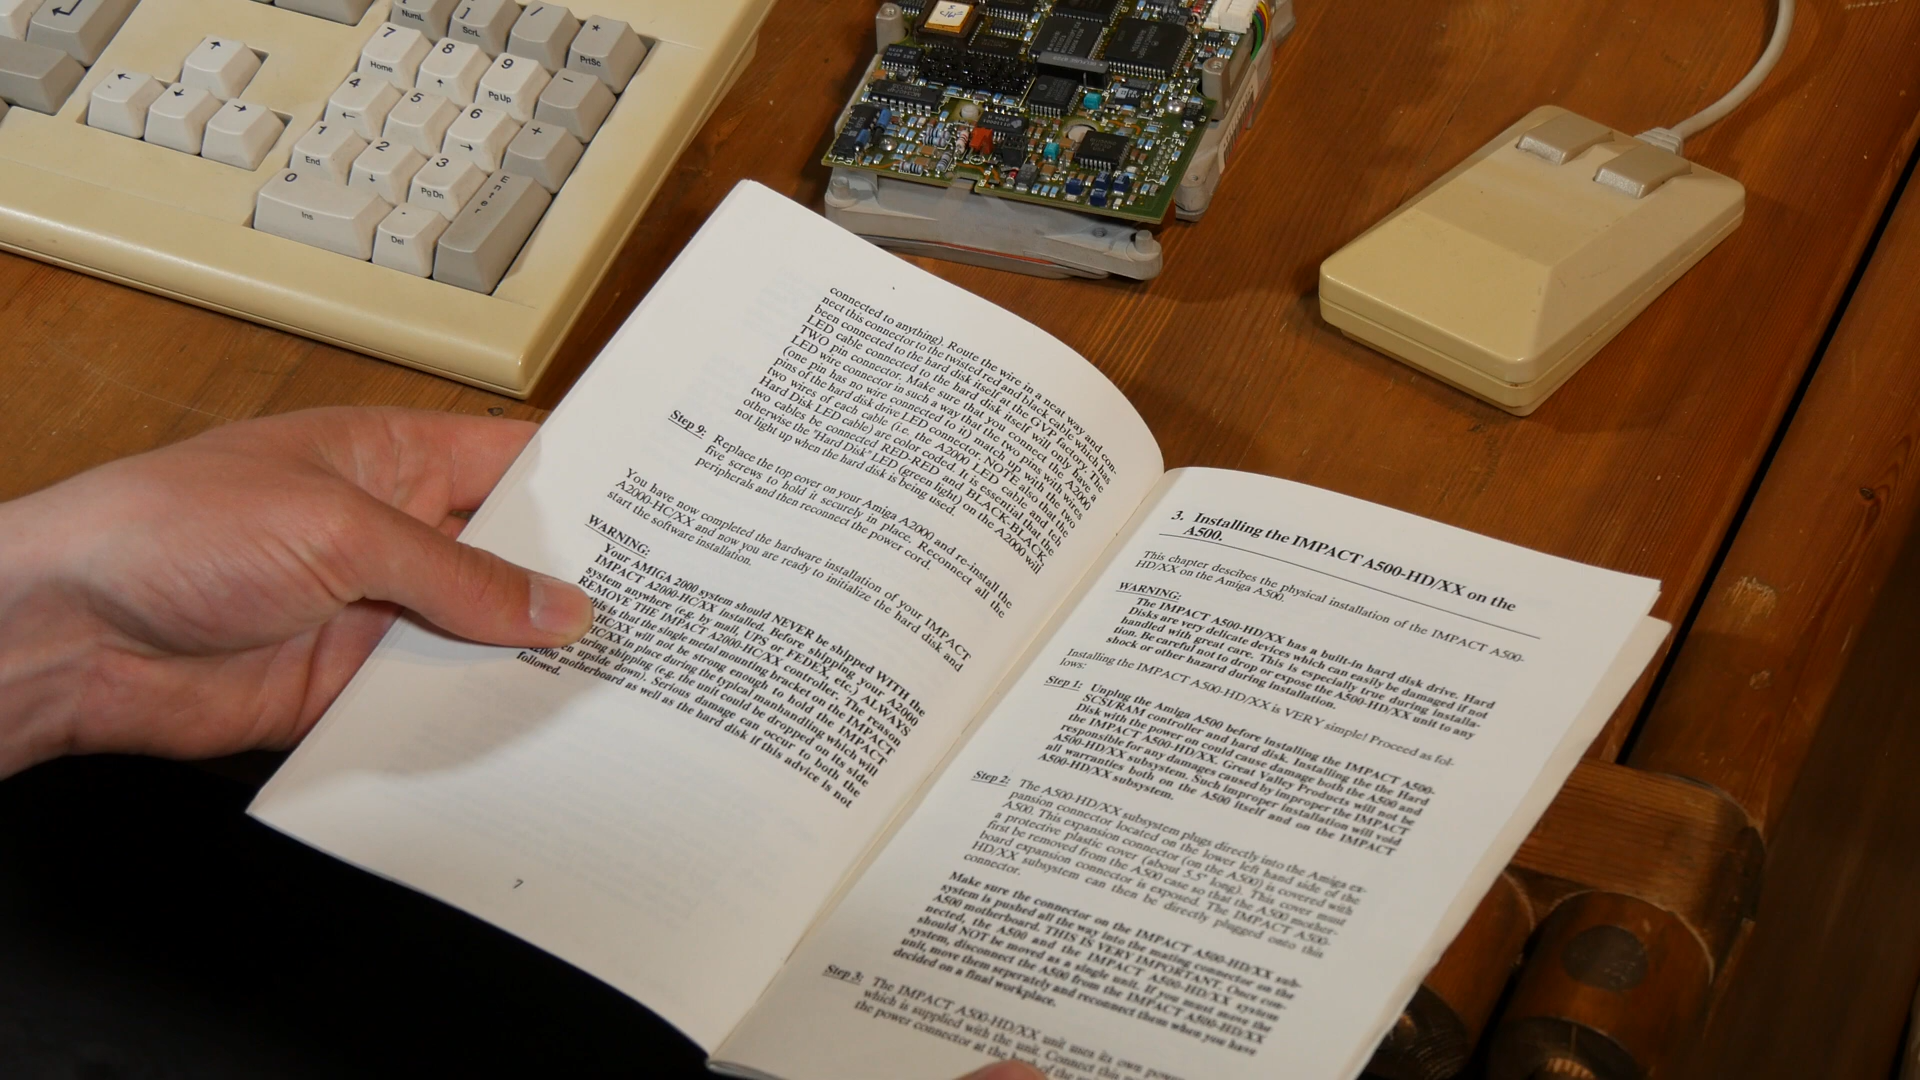 NumL
]
ScrL
/
*
PrtSc
7
Home
8
9
Pg Up
-
4
5
6
+
1
End
2
3
Pg Dn
Enter
0
Ins
.
Del
connected to anything). Route the wire in a neat way and con-
nect this connector to the twisted red and black cable which has
been connected to the hard disk itself at the GVP factory. The
LED cable connected to the hard disk itself will only have a
TWO pin connector. Make sure that you connect the A2000
LED wire connector in such a way that the two pins with wires
(one pin has no wire connected to it) match up with the two
pins of the hard disk drive LED connector. NOTE also that the
two wires of each cable (i.e. the A2000 LED cable and tch
Hard Disk LED cable) are color coded. It is essential that the
two cables be connected RED-RED and BLACK-BLACK,
otherwise the "Hard Disk" LED (green light) on the A2000 will
not light up when the hard disk is being used.
Step 9: Replace the top cover on your Amiga A2000 and re-install the
five screws to hold it securely in place. Reconnect all the
peripherals and then reconnect the power cord.
You have now completed the hardware installation of your IMPACT
A2000-HC/XX and now you are ready to initialize the hard disk and
start the software installation.
WARNING:
Your AMIGA 2000 system should NEVER be shipped WITH the
IMPACT A2000-HC/XX installed. Before shipping your A2000
system anywhere (e.g. by mail, UPS or FEDEX, etc.) ALWAYS
REMOVE THE IMPACT A2000-HC/XX controller. The reason
this is that the single metal mounting bracket on the IMPACT
-HC/XX will not be strong enough to hold the IMPACT
HC/XX in place during the typical manhandling which will
during shipping (e.g. the unit could be dropped on its side
upside down). Serious damage can occur to both the
A2000 motherboard as well as the hard disk if this advice is not
followed.
7
3. Installing the IMPACT A500-HD/XX on the
A500.
This chapter descibes the physical installation of the IMPACT A500-
HD/XX on the Amiga A500.
WARNING:
The IMPACT A500-HD/XX has a built-in hard disk drive. Hard
Disks are very delicate devices which can easily be damaged if not
handled with great care. This is especially true during installa-
tion. Be careful not to drop or expose the A500-HD/XX unit to any
shock or other hazard during installation.
Installing the IMPACT A500-HD/XX is VERY simple! Proceed as fol-
lows:
Step 1: Unplug the Amiga A500 before installing the IMPACT A500-
SCSI/RAM controller and hard disk. Installing the the Hard
Disk with the power on could cause damage both the A500 and
the IMPACT A500-HD/XX. Great Valley Products will not be
responsible for any damages caused by improper the IMPACT
A500-HD/XX subsystem. Such improper installation will void
all warranties both on the A500 itself and on the IMPACT
A500-HD/XX subsystem.
Step 2: The A500-HD/XX subsystem plugs directly into the Amiga ex-
pansion connector located on the lower left hand side of the
A500. This expansion connector (on the A500) is covered with
a protective plastic cover (about 5.5" long). This cover must
first be removed from the A500 case so that the A500 mother-
board expansion connector is exposed. The IMPACT A500-
HD/XX subsystem can then be directly plugged onto this
connector.
Make sure the connector on the IMPACT A500-HD/XX sub-
system is pushed all the way into the mating connector on the
A500 motherboard. THIS IS VERY IMPORTANT. Once con-
nected, the A500 and the IMPACT A500-HD/XX system
should NOT be moved as a single unit. If you must move the
system, disconnect the A500 from the IMPACT A500-HD/XX
unit, move them seperately and reconnect them when you have
decided on a final workplace.
Step 3: The IMPACT A500-HD/XX unit uses its own power
which is supplied with the unit. Connect this
the power connector at the of the